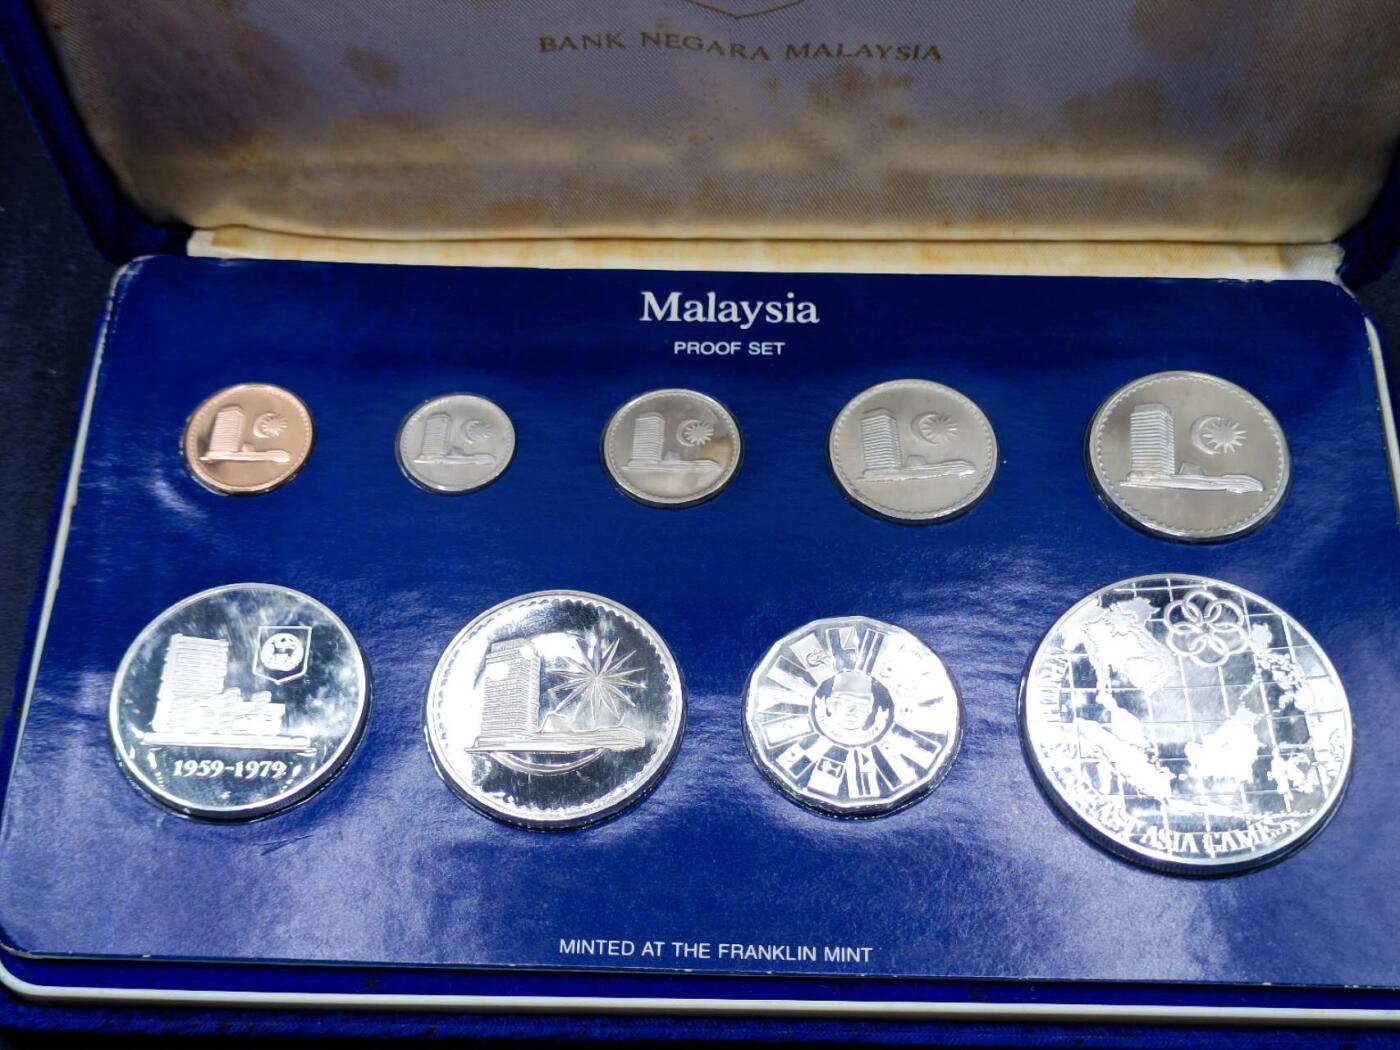 BANK NEGARA MALAYSIA
Malaysia
PROOF SET
1959-1979
ASIA GAMES
MINTED AT THE FRANKLIN MINT